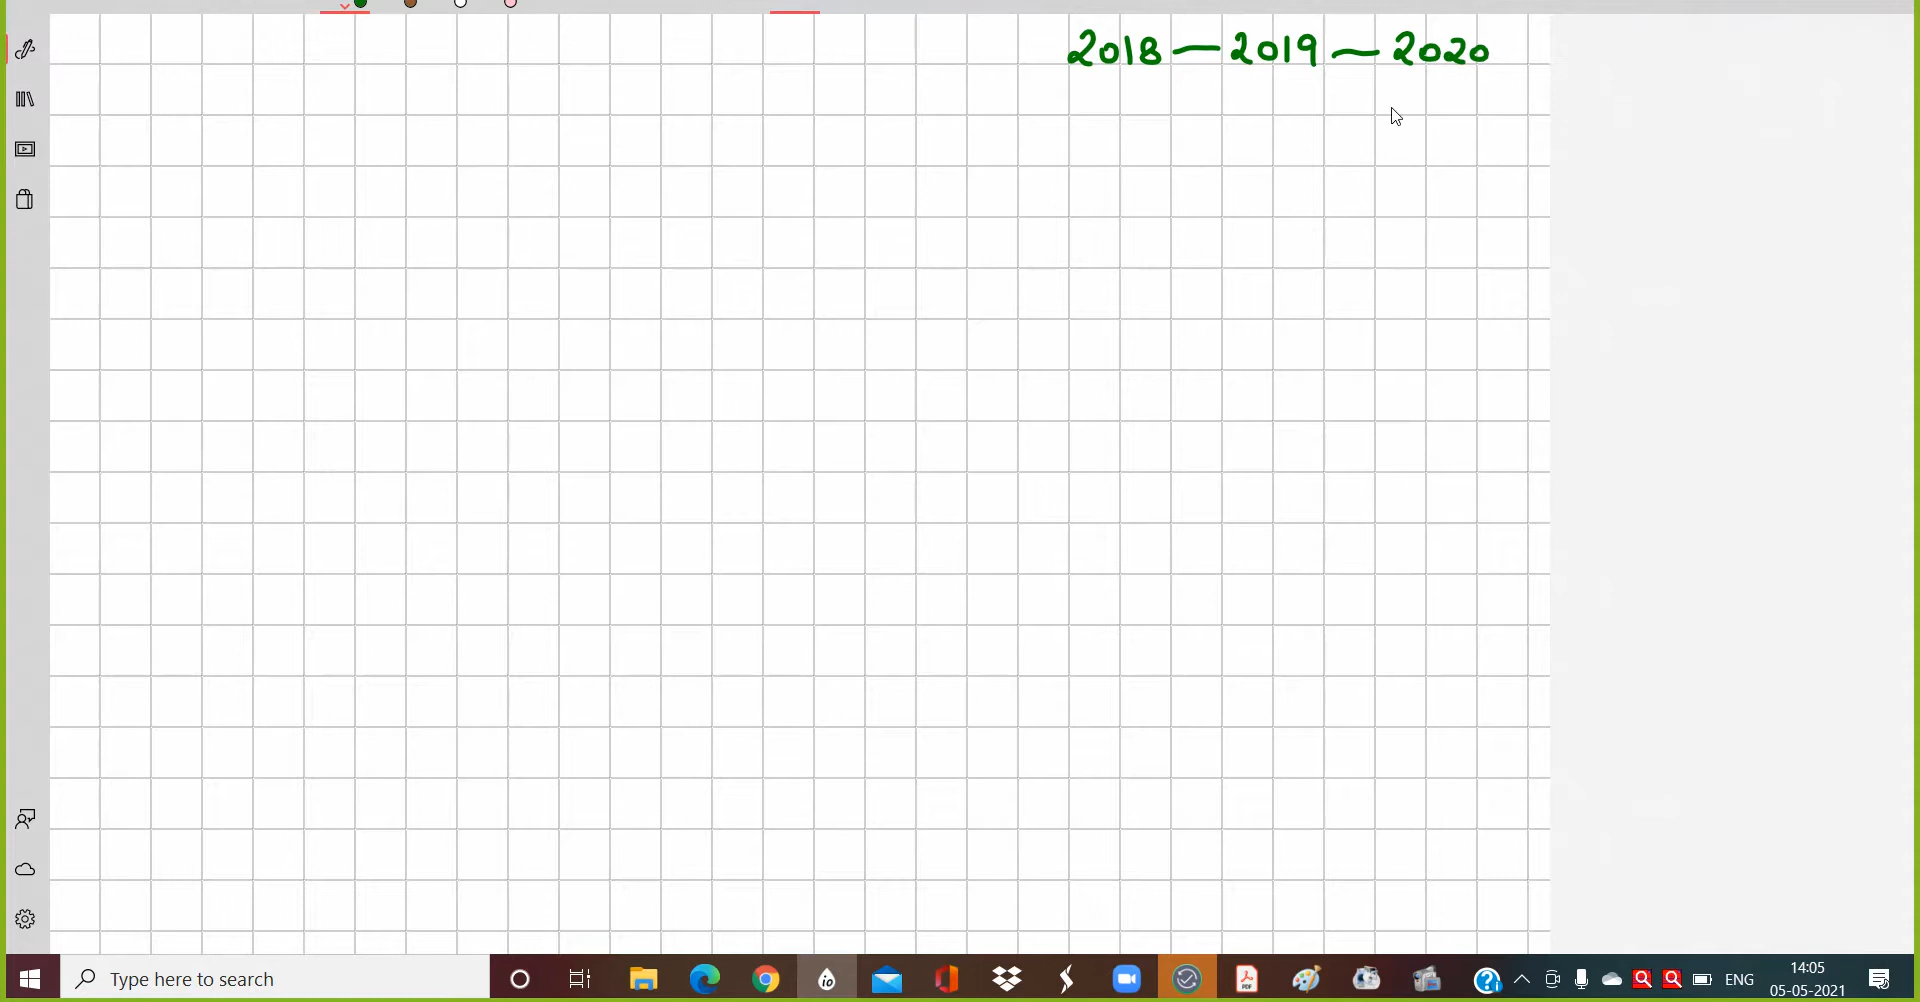 2018 — 2019 — 2020
Type here to search
ENG
14:05
05-05-2021